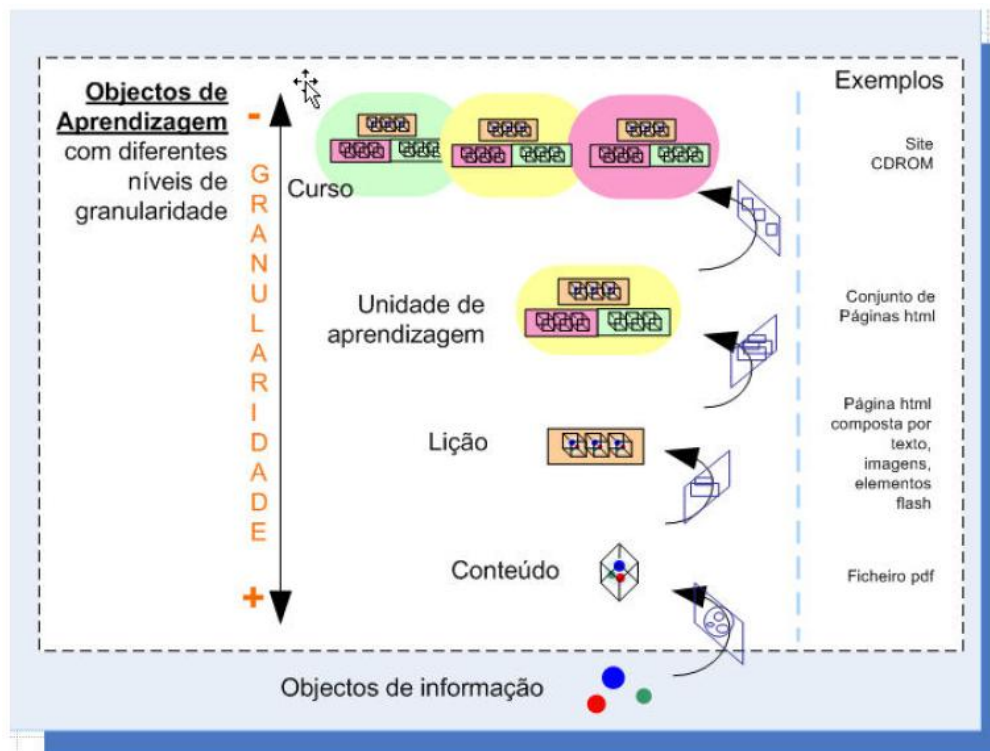 Objectos de
Aprendizagem
com diferentes
níveis de
granularidade
-
GRANULARIDADE
+
Exemplos
Curso
Site
CDROM
Unidade de
aprendizagem
Conjunto de
Páginas html
Lição
Página html
composta por
texto,
imagens,
elementos
flash
Conteúdo
Ficheiro pdf
Objectos de informação